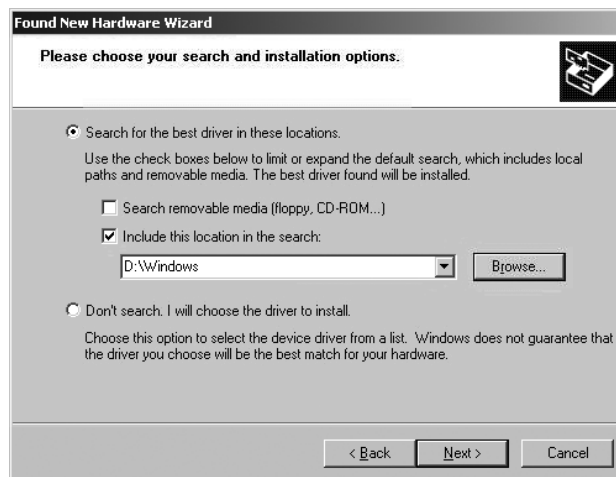 Found New Hardware Wizard
Please choose your search and installation options.
Search for the best driver in these locations.
Use the check boxes below to limit or expand the default search, which includes local
paths and removable media. The best driver found will be installed.
Search removable media (floppy, CD-ROM...)
Include this location in the search:
D:\Windows
Browse...
Don't search. I will choose the driver to install.
Choose this option to select the device driver from a list. Windows does not guarantee that
the driver you choose will be the best match for your hardware.
< Back
Next >
Cancel